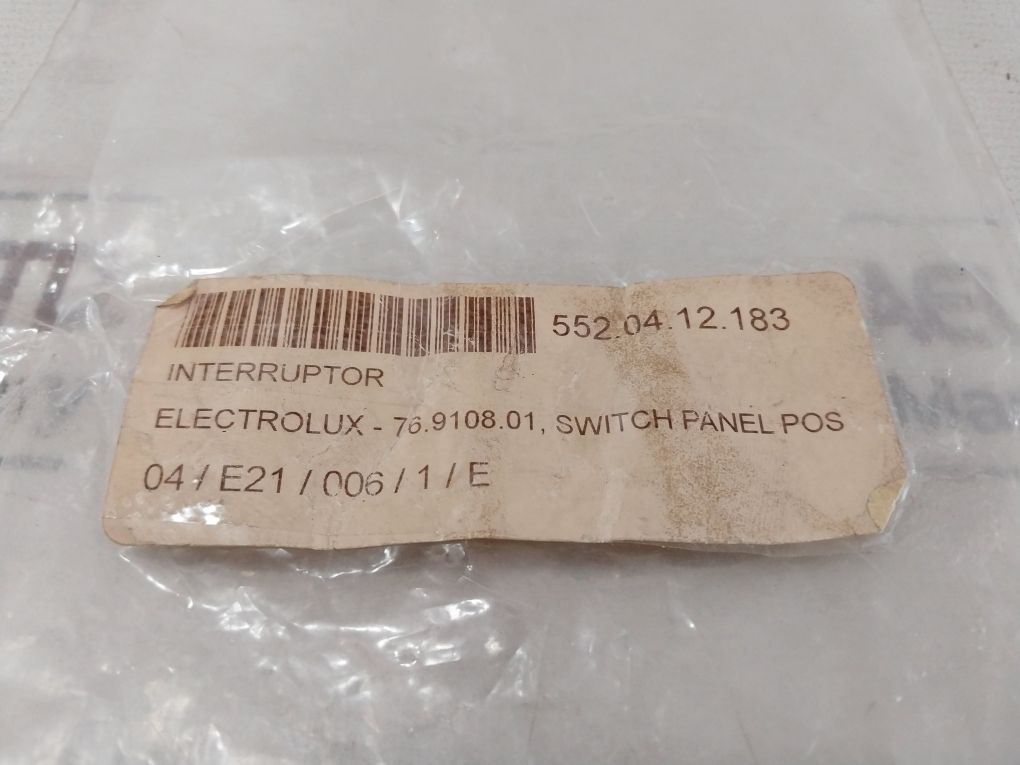 552.04.12.183
INTERRUPTOR
ELECTROLUX - 76.9108.01, SWITCH PANEL POS
04 / E21 / 006 / 1 / E